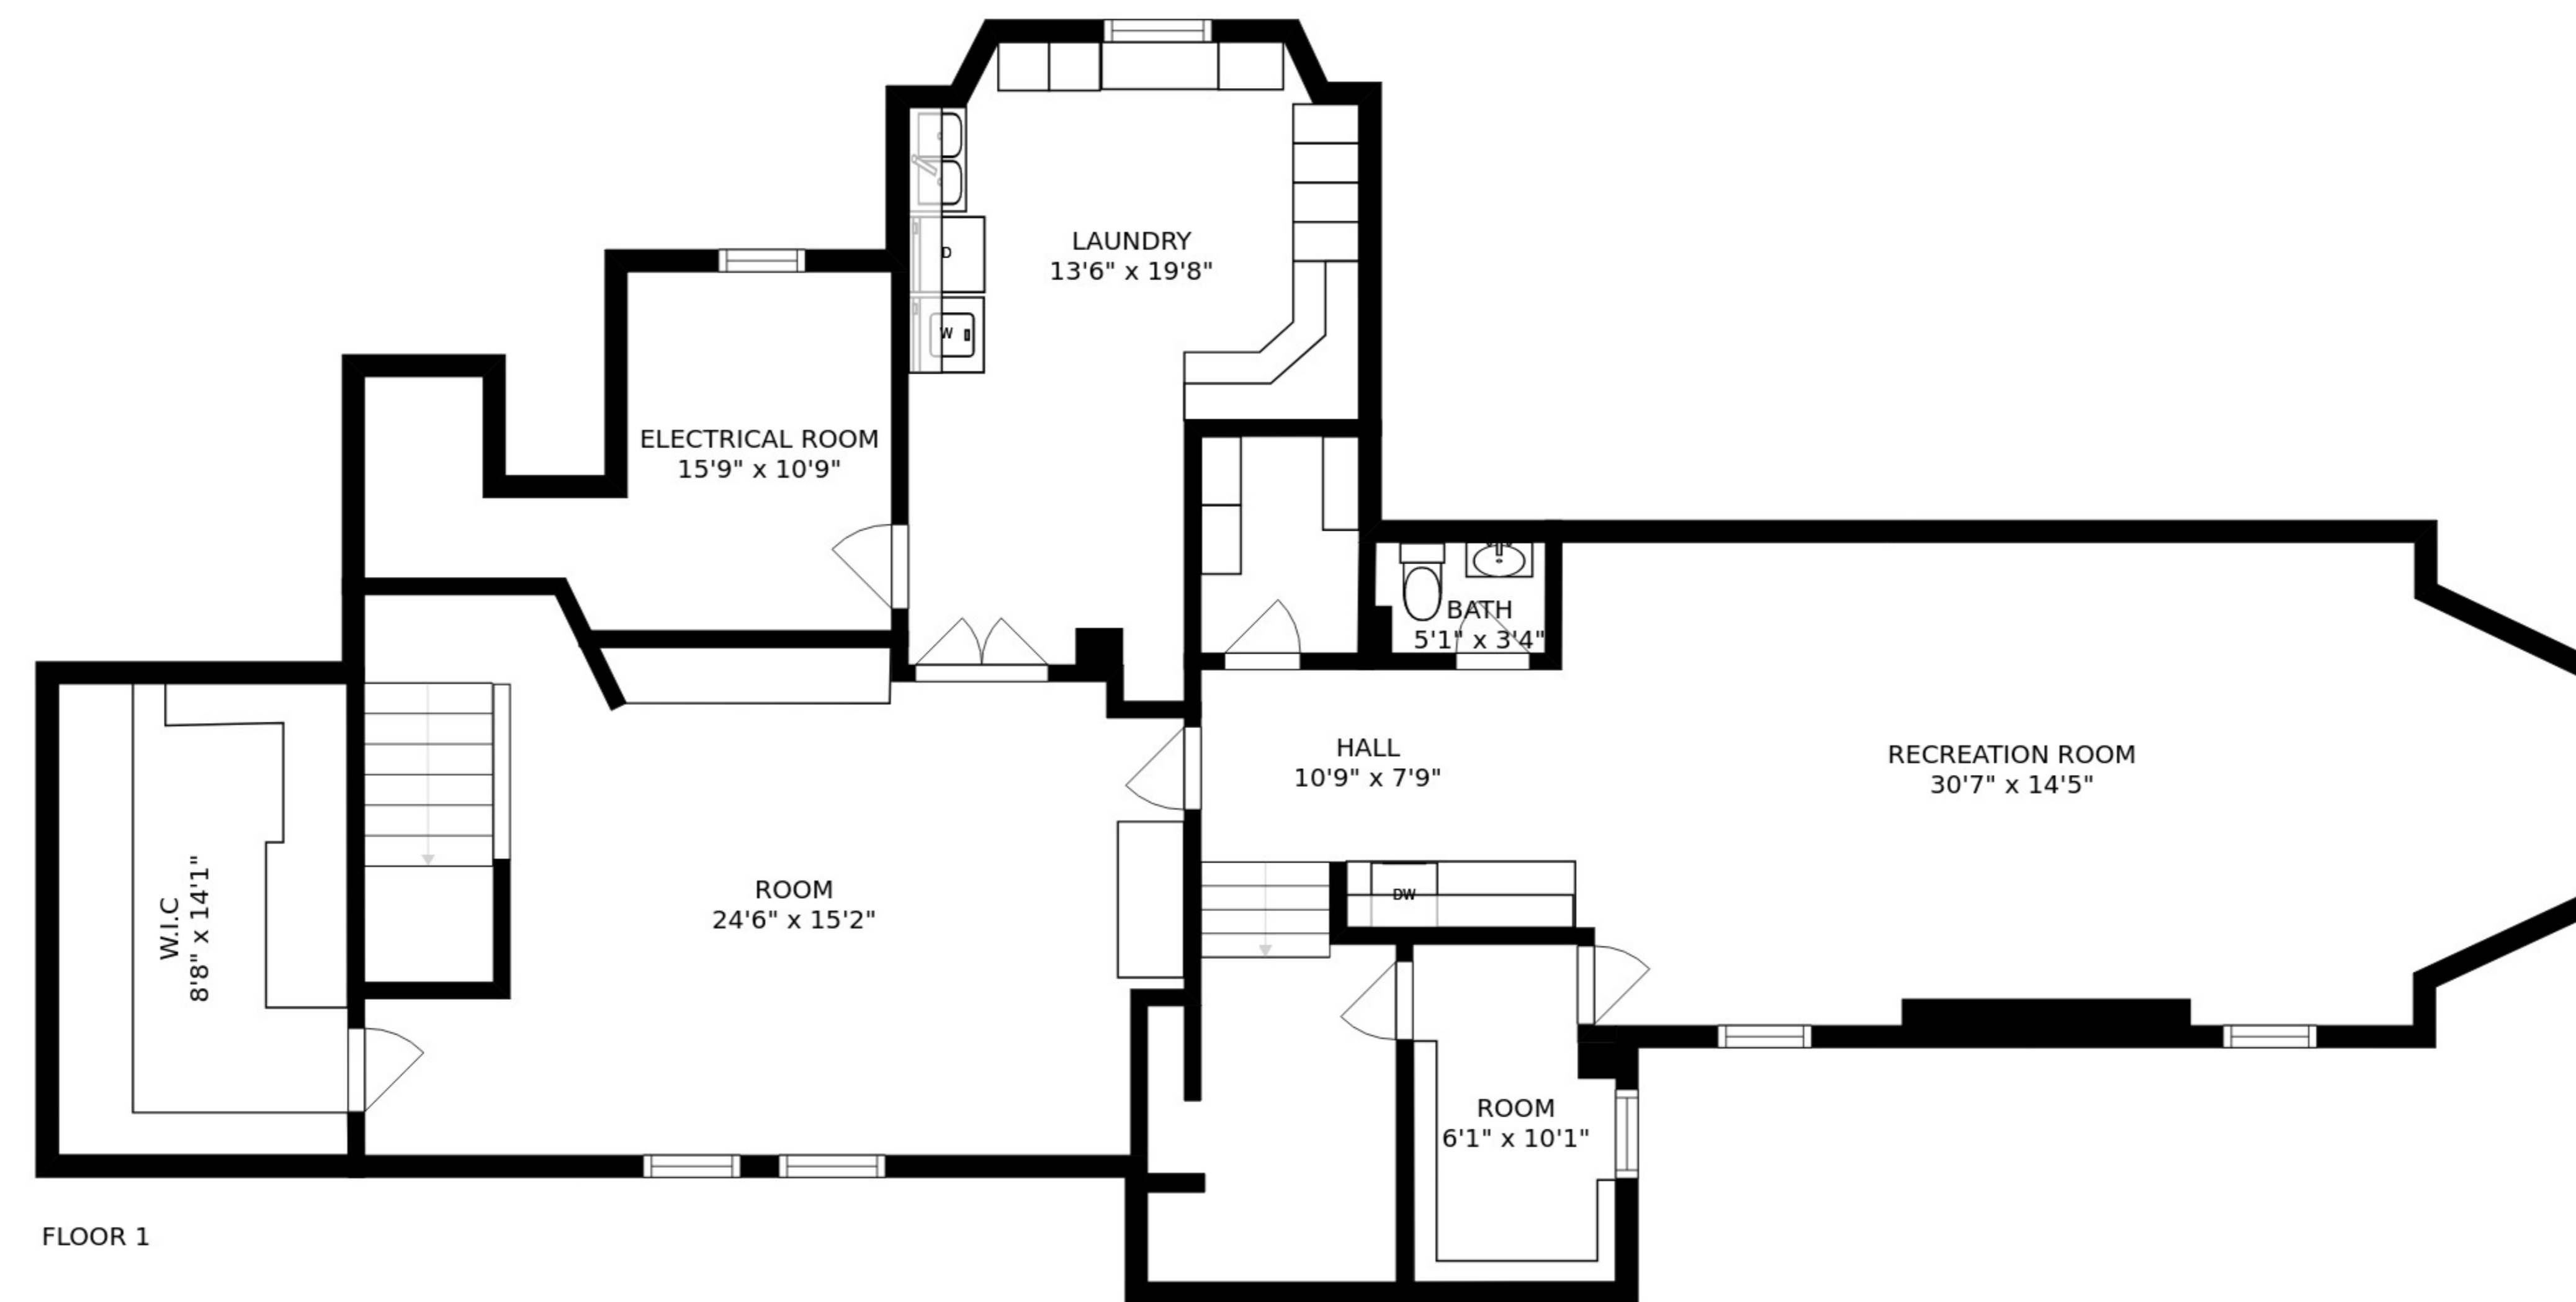 LAUNDRY
13'6" x 19'8"
D
W
ELECTRICAL ROOM
15'9" x 10'9"
BATH
5'1" x 3'4"
HALL
10'9" x 7'9"
RECREATION ROOM
30'7" x 14'5"
W.I.C
8'8" x 14'1"
ROOM
24'6" x 15'2"
DW
ROOM
6'1" x 10'1"
FLOOR 1